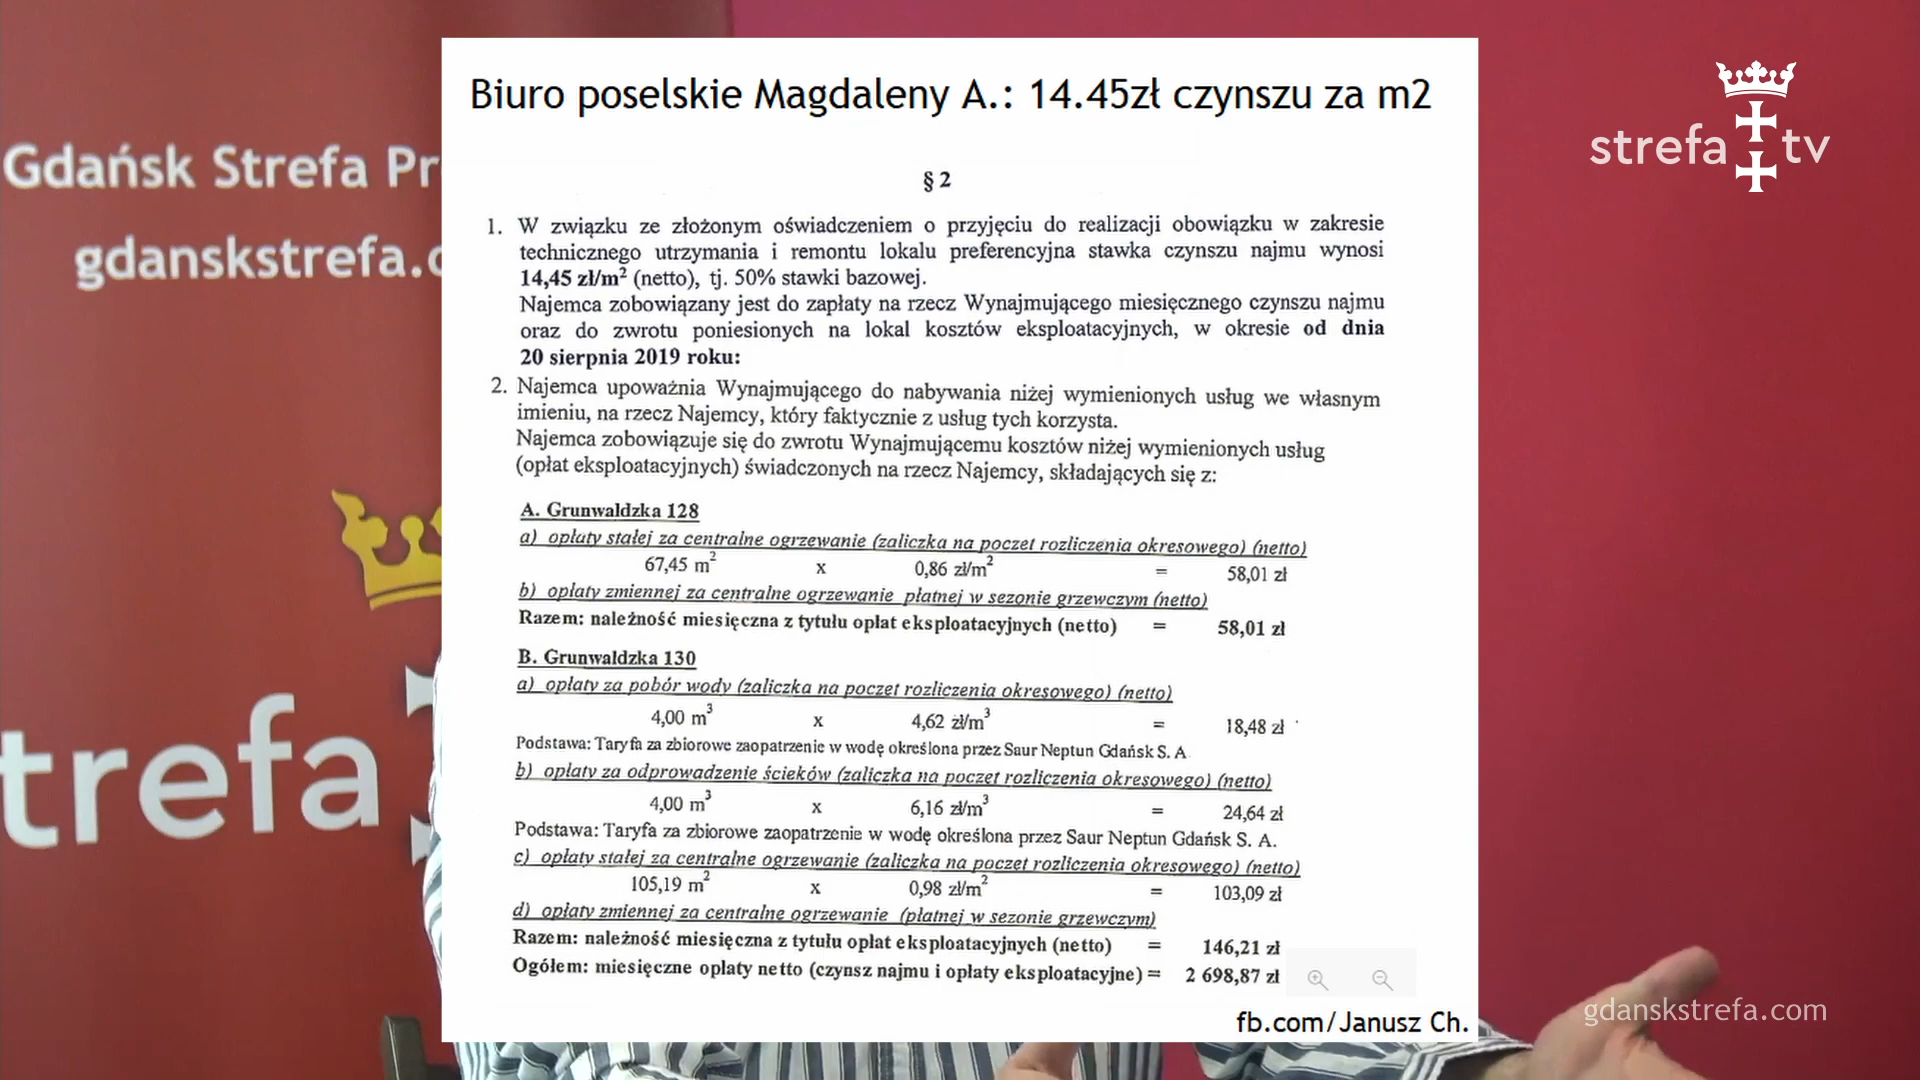 Biuro poselskie Magdaleny A.: 14.45zł czynszu za m2
§ 2
1. W związku ze złożonym oświadczeniem o przyjęciu do realizacji obowiązku w zakresie
technicznego utrzymania i remontu lokalu preferencyjna stawka czynszu najmu wynosi
14,45 zł/m² (netto), tj. 50% stawki bazowej.
Najemca zobowiązany jest do zapłaty na rzecz Wynajmującego miesięcznego czynszu najmu
oraz do zwrotu poniesionych na lokal kosztów eksploatacyjnych, w okresie od dnia
20 sierpnia 2019 roku:
2. Najemca upoważnia Wynajmującego do nabywania niżej wymienionych usług we własnym
imieniu, na rzecz Najemcy, który faktycznie z usług tych korzysta.
Najemca zobowiązuje się do zwrotu Wynajmującemu kosztów niżej wymienionych usług
(opłat eksploatacyjnych) świadczonych na rzecz Najemcy, składających się z:
A. Grunwaldzka 128
a) opłaty stałej za centralne ogrzewanie (zaliczka na poczet rozliczenia okresowego) (netto)
67,45 m² x 0,86 zł/m² = 58,01 zł
b) opłaty zmiennej za centralne ogrzewanie płatnej w sezonie grzewczym (netto)
Razem: należność miesięczna z tytułu opłat eksploatacyjnych (netto) = 58,01 zł
B. Grunwaldzka 130
a) opłaty za pobór wody (zaliczka na poczet rozliczenia okresowego) (netto)
4,00 m³ x 4,62 zł/m³ = 18,48 zł
Podstawa: Taryfa za zbiorowe zaopatrzenie w wodę określona przez Saur Neptun Gdańsk S. A
b) opłaty za odprowadzenie ścieków (zaliczka na poczet rozliczenia okresowego) (netto)
4,00 m³ x 6,16 zł/m³ = 24,64 zł
Podstawa: Taryfa za zbiorowe zaopatrzenie w wodę określona przez Saur Neptun Gdańsk S. A.
c) opłaty stałej za centralne ogrzewanie (zaliczka na poczet rozliczenia okresowego) (netto)
105,19 m² x 0,98 zł/m² = 103,09 zł
d) opłaty zmiennej za centralne ogrzewanie (płatnej w sezonie grzewczym)
Razem: należność miesięczna z tytułu opłat eksploatacyjnych (netto) = 146,21 zł
Ogółem: miesięczne opłaty netto (czynsz najmu i opłaty eksploatacyjne) = 2 698,87 zł
fb.com/Janusz Ch.
Gdańsk Strefa Pr
gdanskstrefa.c
trefa
strefa tv
gdanskstrefa.com